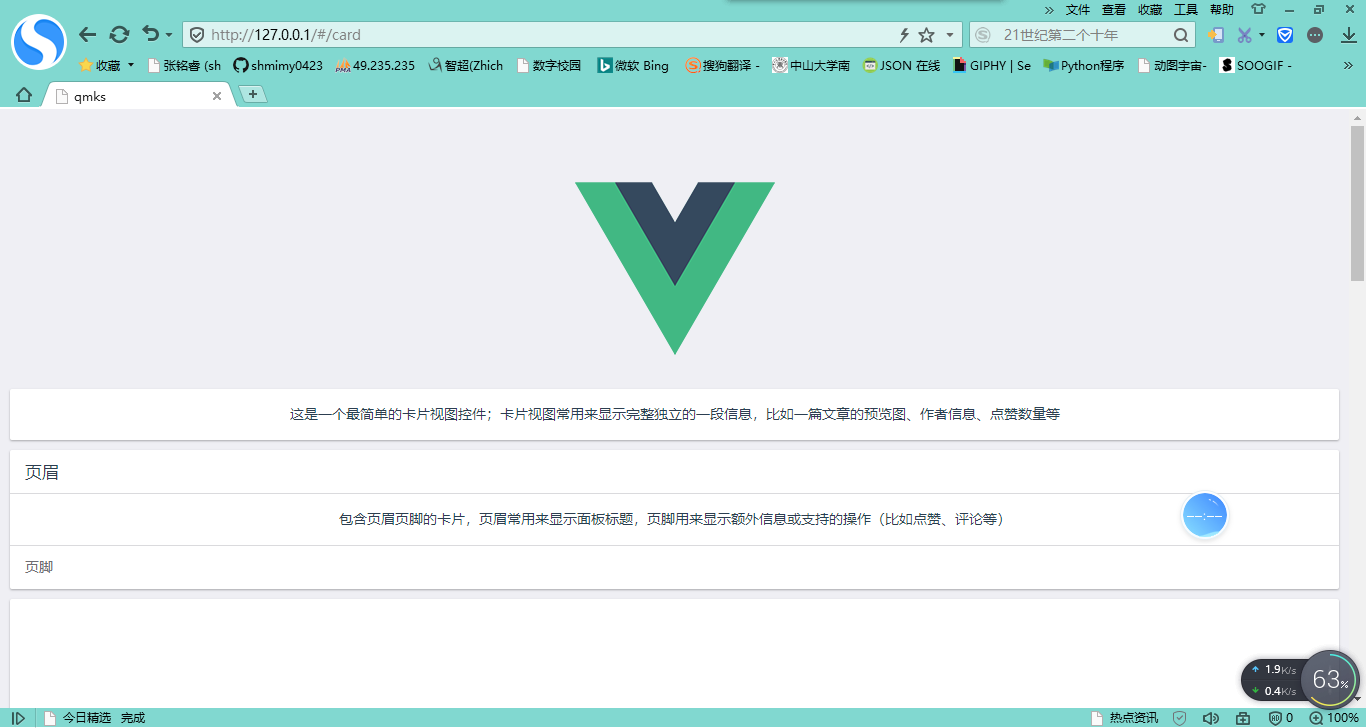 » 文件 查看 收藏 工具 帮助
http://127.0.0.1/#/card 21世纪第二个十年
收藏 张铭睿 (sh shmimy0423 49.235.235 智超(Zhich 数字校园 微软 Bing 搜狗翻译 - 中山大学南 JSON 在线 GIPHY | Se Python程序 动图宇宙- SOOGIF - »
qmks
这是一个最简单的卡片视图控件；卡片视图常用来显示完整独立的一段信息，比如一篇文章的预览图、作者信息、点赞数量等
页眉
包含页眉页脚的卡片，页眉常用来显示面板标题，页脚用来显示额外信息或支持的操作（比如点赞、评论等）
--:--
页脚
1.9K/s
0.4K/s
63%
今日精选 完成 热点资讯 0 100%